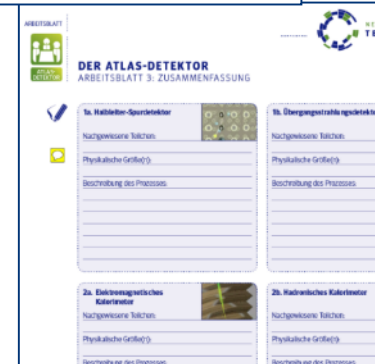 ARBEITSBLATT
ATLAS-
DETEKTOR
DER ATLAS-DETEKTOR
ARBEITSBLATT 3: ZUSAMMENFASSUNG
1a. Halbleiter-Spurdetektor
Nachgewiesene Teilchen:
Physikalische Größe(n):
Beschreibung des Prozesses:
1b. Übergangsstrahlungsdetekto
Nachgewiesene Teilchen:
Physikalische Größe(n):
Beschreibung des Prozesses:
2a. Elektromagnetisches
Kalorimeter
Nachgewiesene Teilchen:
Physikalische Größe(n):
Beschreibung des Prozesses:
2b. Hadronisches Kalorimeter
Nachgewiesene Teilchen:
Physikalische Größe(n):
Beschreibung des Prozesses: